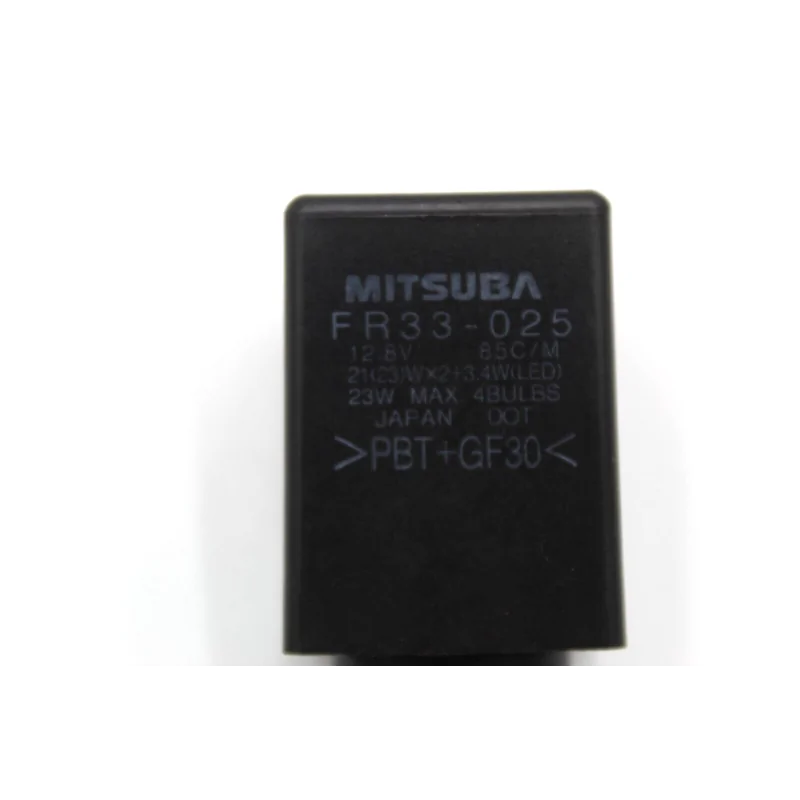 MITSUBA
FR33-025
12.8V 85C/M
21(23)W×2+3.4W(LED)
23W MAX 4BULBS
JAPAN DOT
>PBT+GF30<